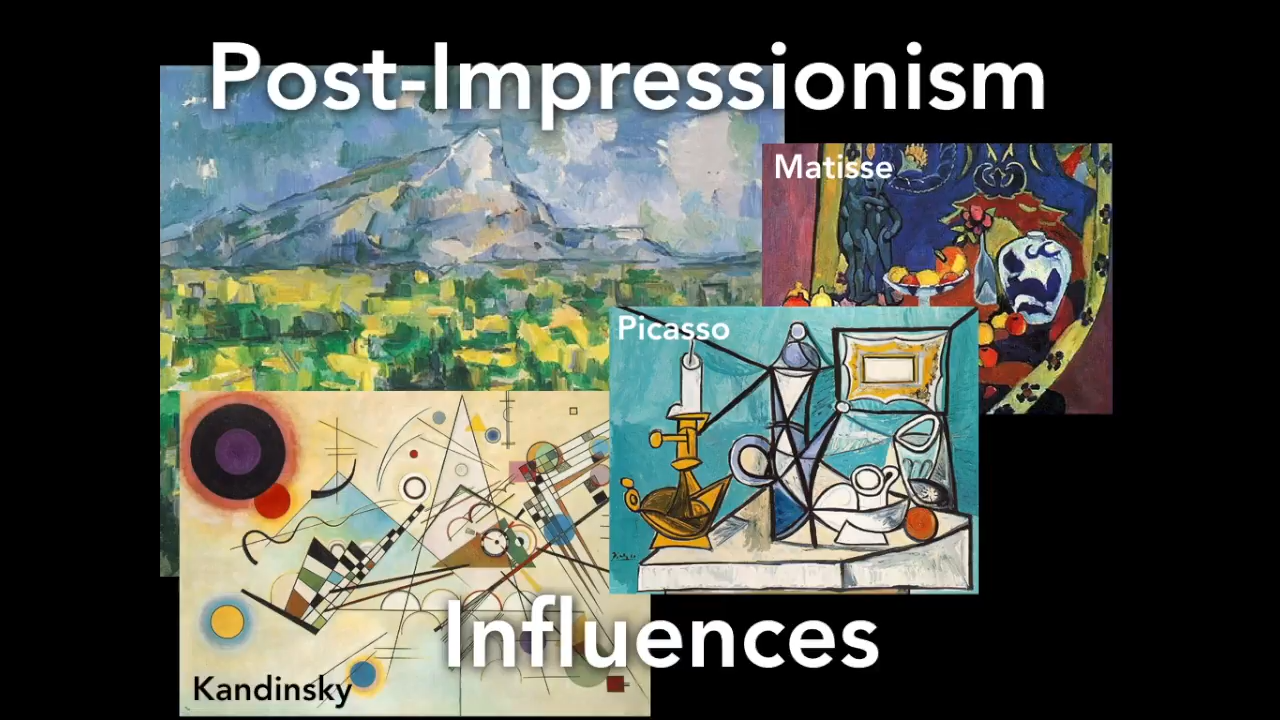 Post-Impressionism
Matisse
Picasso
Influences
Kandinsky